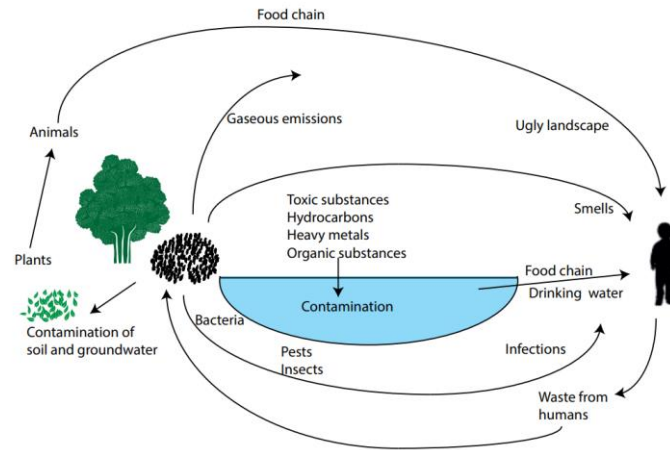 Food chain
Gaseous emissions
Animals
Ugly landscape
Toxic substances
Hydrocarbons
Heavy metals
Organic substances
Smells
Plants
Food chain
Drinking water
Contamination
Bacteria
Contamination of
soil and groundwater
Pests
Insects
Infections
Waste from
humans